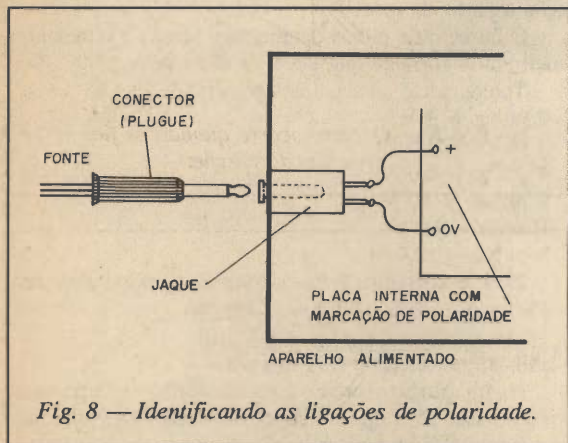 CONECTOR
(PLUGUE)
FONTE
+
0V
JAQUE
PLACA INTERNA COM
MARCAÇÃO DE POLARIDADE
APARELHO ALIMENTADO
Fig. 8 — Identificando as ligações de polaridade.